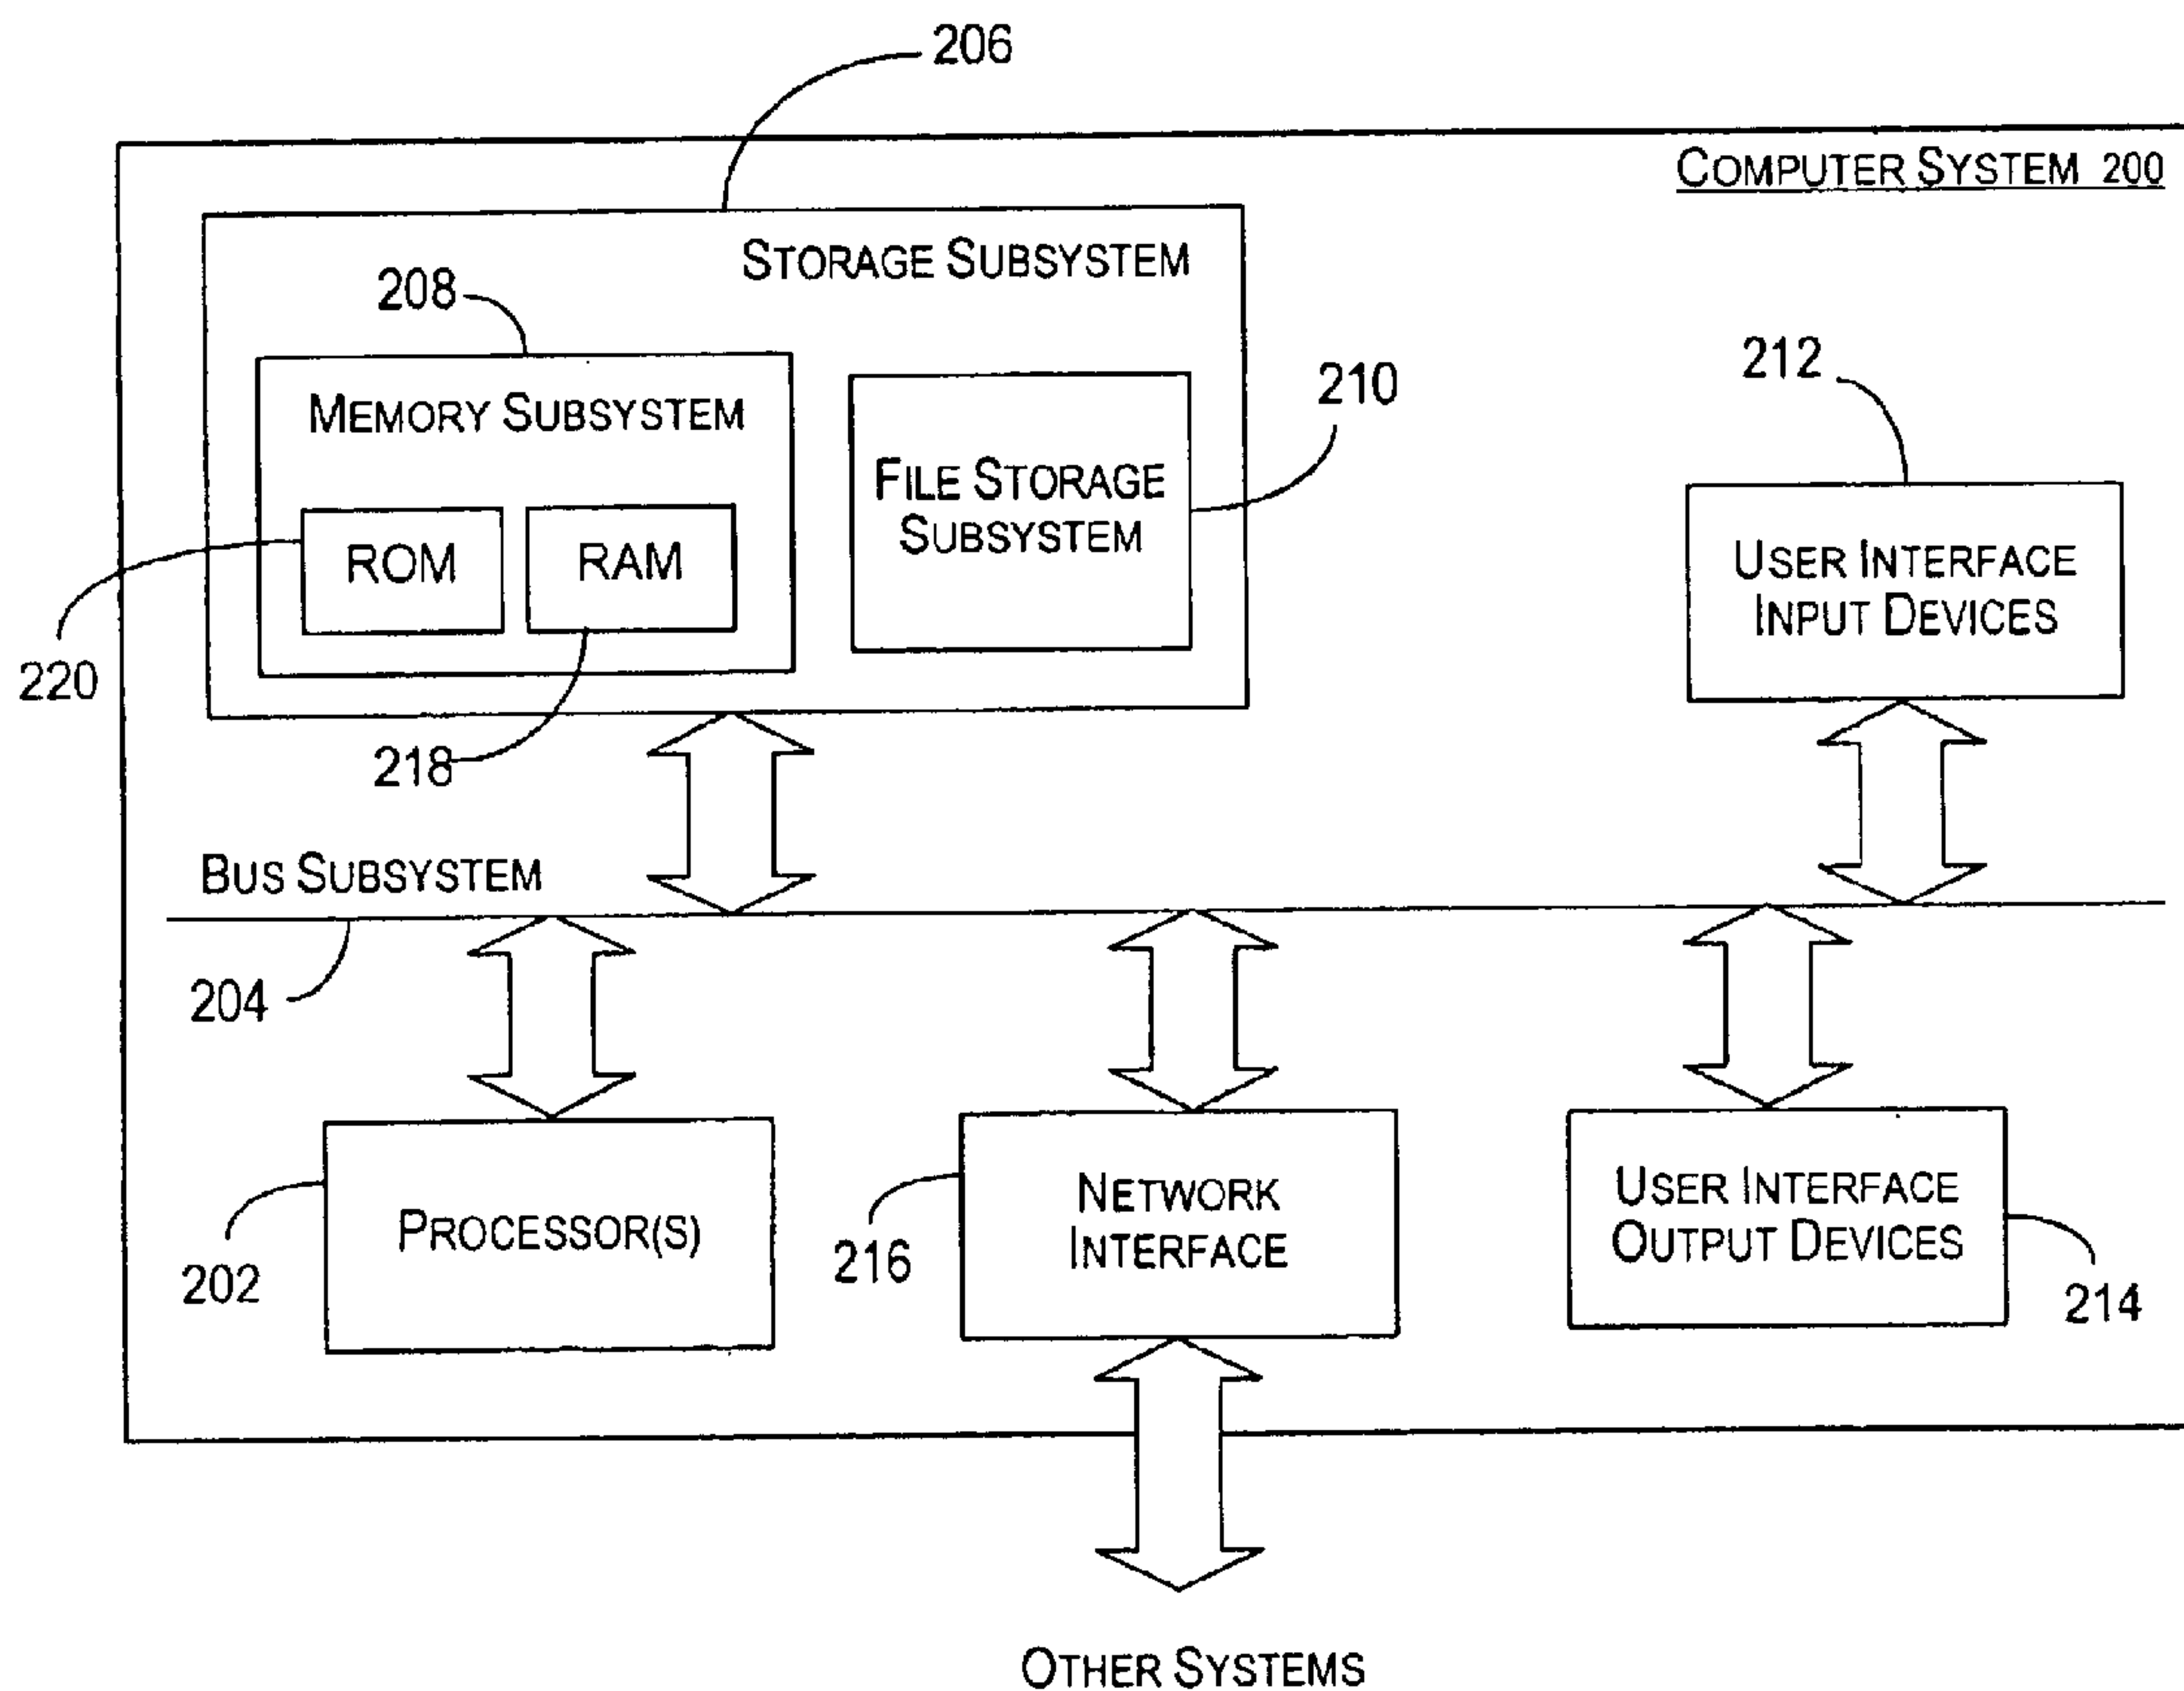 206
COMPUTER SYSTEM 200
STORAGE SUBSYSTEM
208
MEMORY SUBSYSTEM
210
212
FILE STORAGE
SUBSYSTEM
ROM
RAM
USER INTERFACE
INPUT DEVICES
220
218
BUS SUBSYSTEM
204
PROCESSOR(S)
202
NETWORK
INTERFACE
216
USER INTERFACE
OUTPUT DEVICES
214
OTHER SYSTEMS